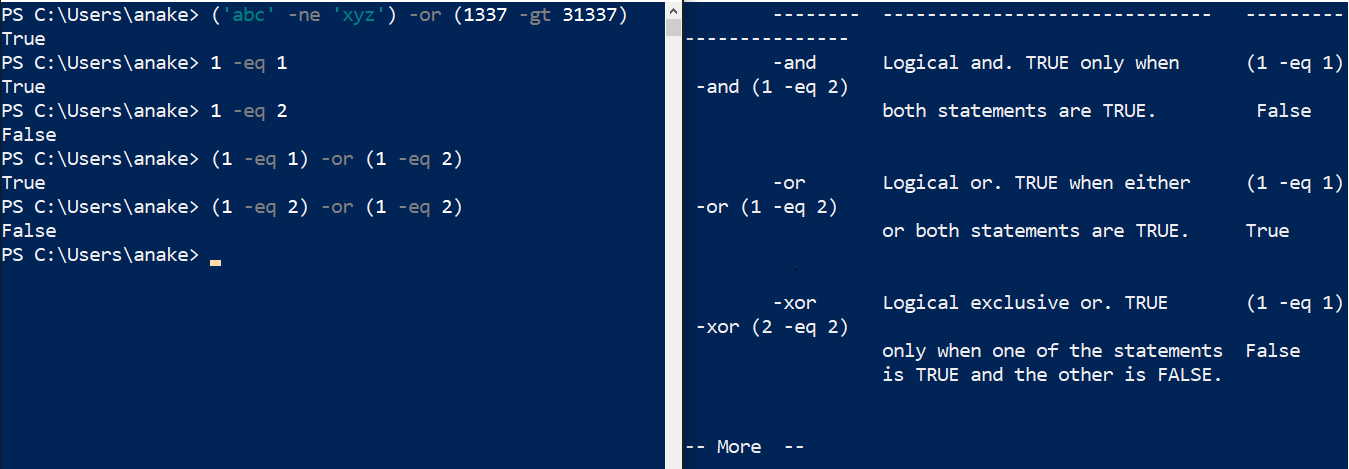 PS C:\Users\anake> ('abc' -ne 'xyz') -or (1337 -gt 31337)
True
PS C:\Users\anake> 1 -eq 1
True
PS C:\Users\anake> 1 -eq 2
False
PS C:\Users\anake> (1 -eq 1) -or (1 -eq 2)
True
PS C:\Users\anake> (1 -eq 2) -or (1 -eq 2)
False
PS C:\Users\anake>
-------- ------------------------------ ---------
---------------
-and Logical and. TRUE only when (1 -eq 1)
-and (1 -eq 2)
both statements are TRUE. False
-or Logical or. TRUE when either (1 -eq 1)
-or (1 -eq 2)
or both statements are TRUE. True
-xor Logical exclusive or. TRUE (1 -eq 1)
-xor (2 -eq 2)
only when one of the statements False
is TRUE and the other is FALSE.
-- More --